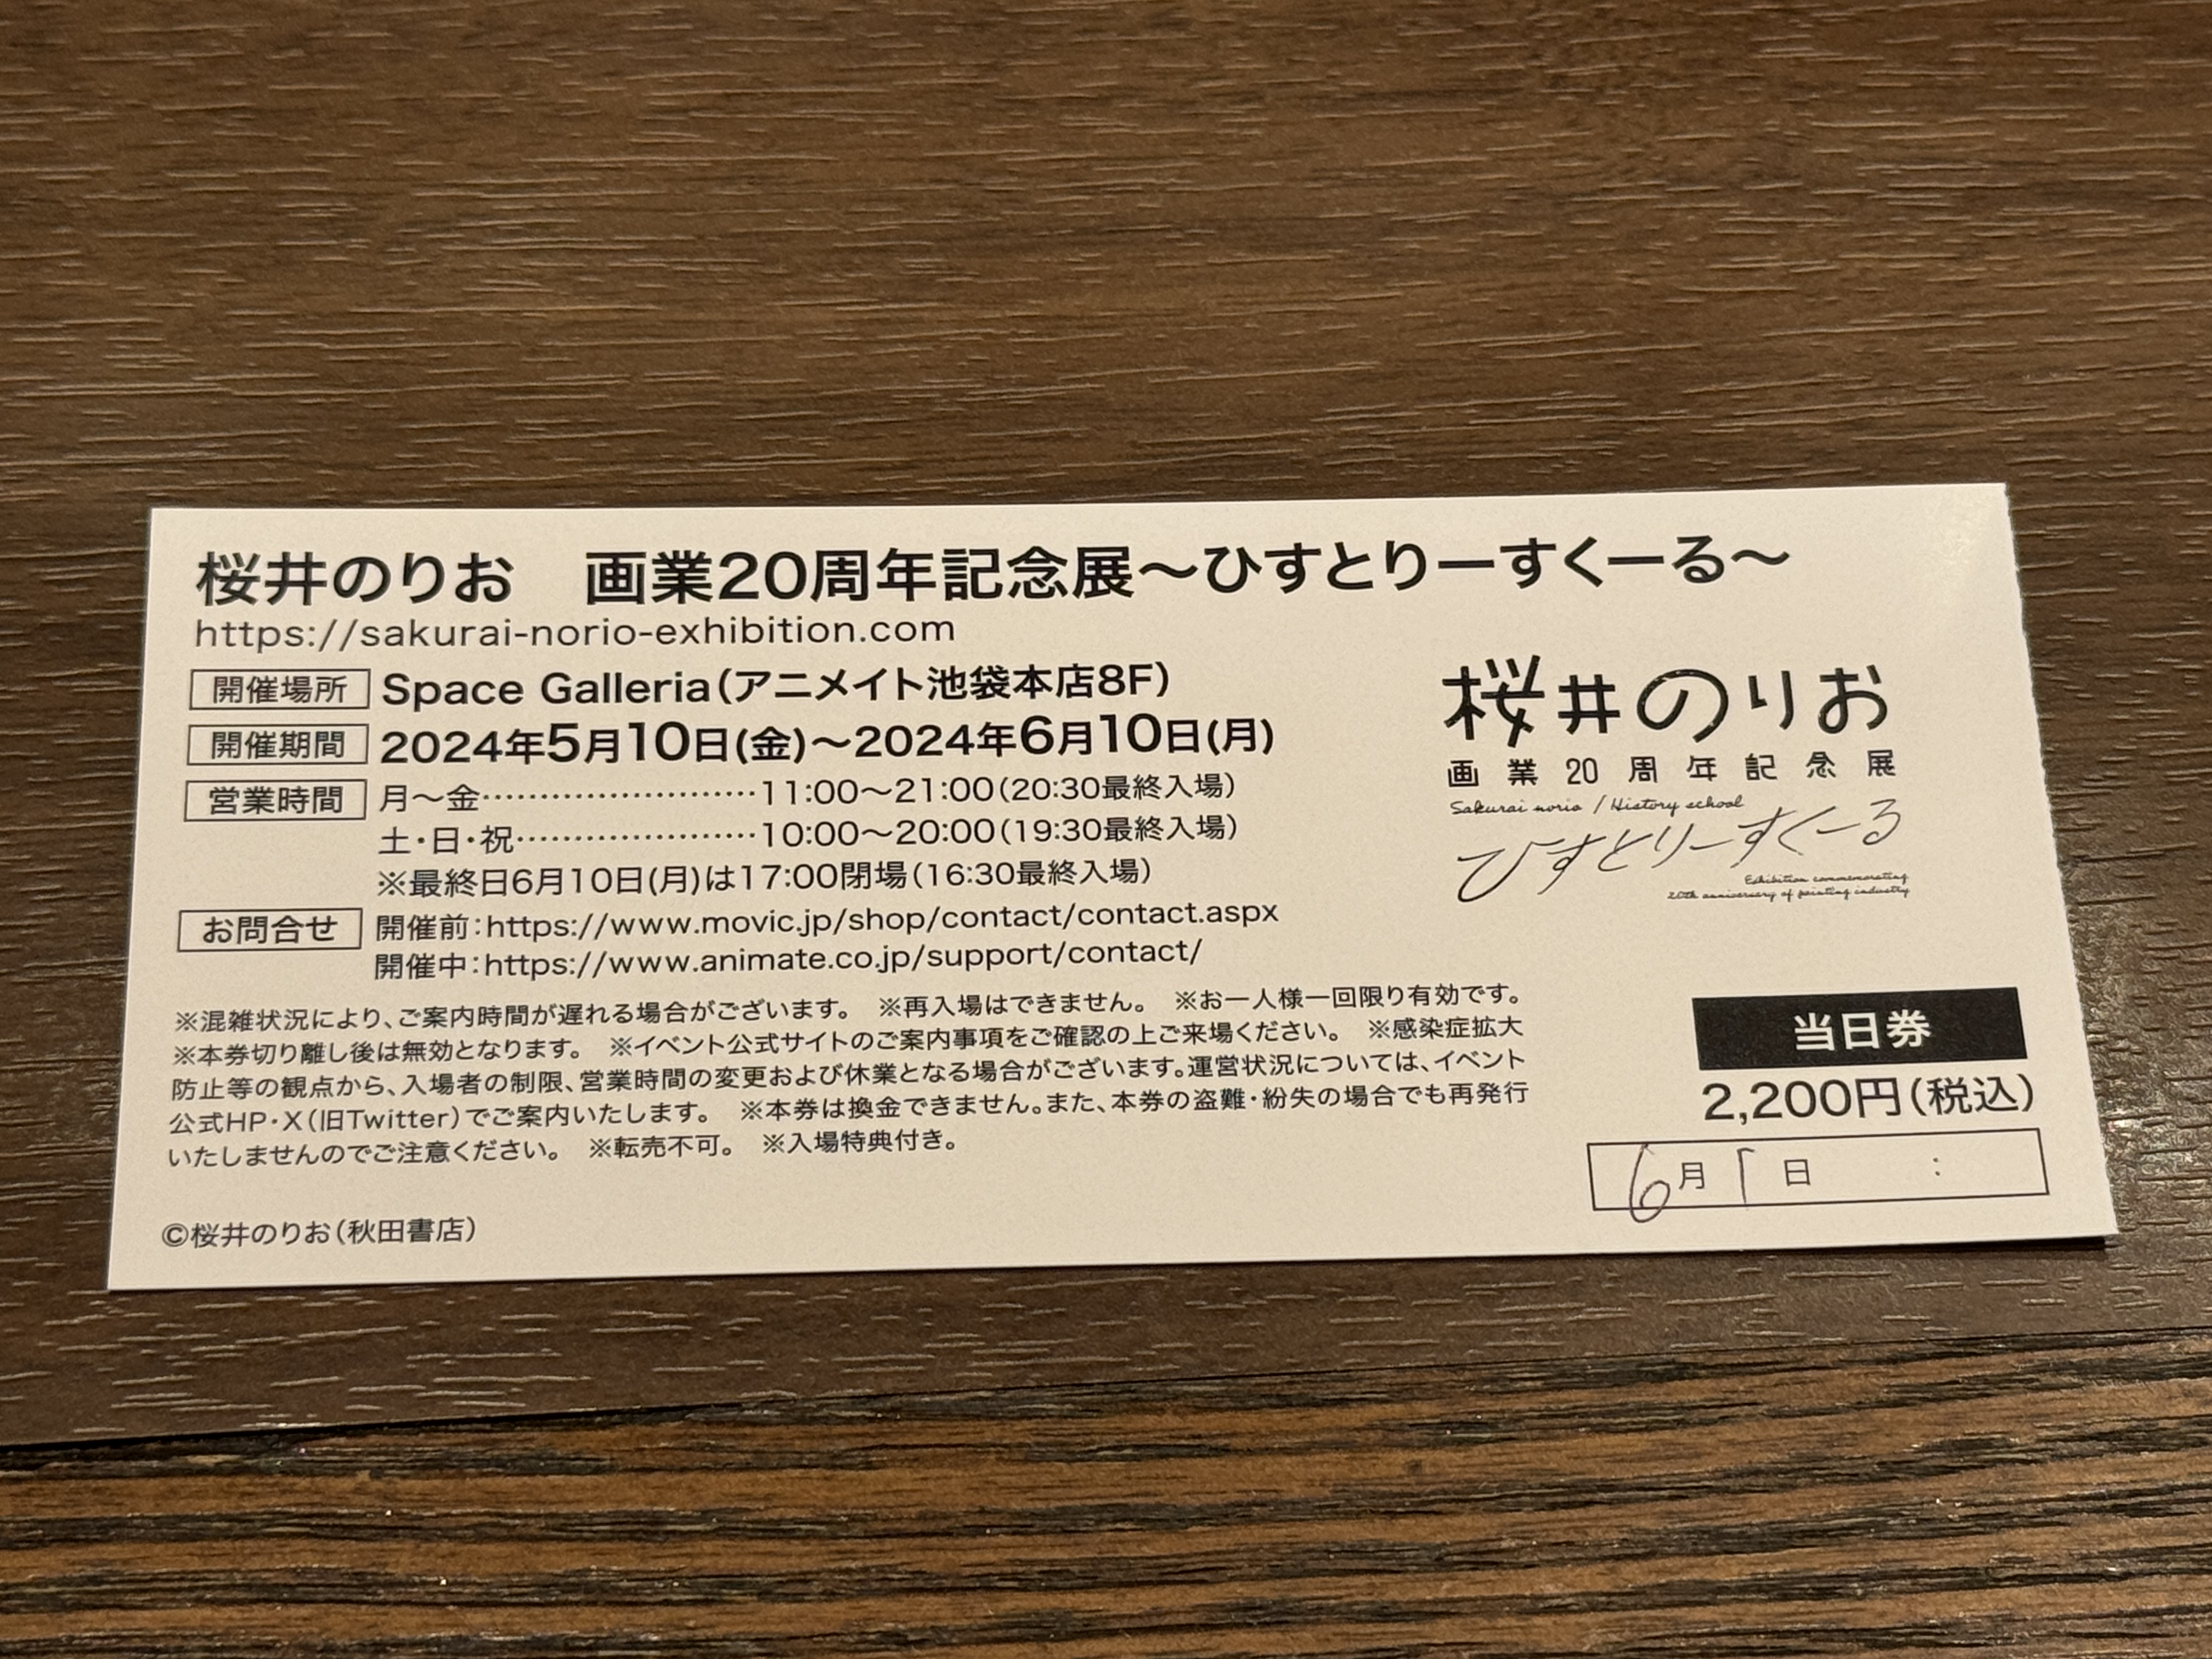 桜井のりお　画業20周年記念展～ひすとりーすくーる～
https://sakurai-norio-exhibition.com
開催場所 Space Galleria（アニメイト池袋本店8F）
開催期間 2024年5月10日(金)～2024年6月10日(月)
営業時間 月～金………………………11:00～21:00（20:30最終入場）
土・日・祝……………………10:00～20:00（19:30最終入場）
※最終日6月10日(月)は17:00閉場（16:30最終入場）
お問合せ 開催前：https://www.movic.jp/shop/contact/contact.aspx
開催中：https://www.animate.co.jp/support/contact/
※混雑状況により、ご案内時間が遅れる場合がございます。　※再入場はできません。　※お一人様一回限り有効です。
※本券切り離し後は無効となります。　※イベント公式サイトのご案内事項をご確認の上ご来場ください。　※感染症拡大
防止等の観点から、入場者の制限、営業時間の変更および休業となる場合がございます。運営状況については、イベント
公式HP・X（旧Twitter）でご案内いたします。　※本券は換金できません。また、本券の盗難・紛失の場合でも再発行
いたしませんのでご注意ください。　※転売不可。　※入場特典付き。
©桜井のりお（秋田書店）
桜井のりお
画業20周年記念展
Sakurai norio / History school
ひすとりーすくーる
Exhibition commemorating
20th anniversary of painting industry
当日券
2,200円（税込）
6月1日　：